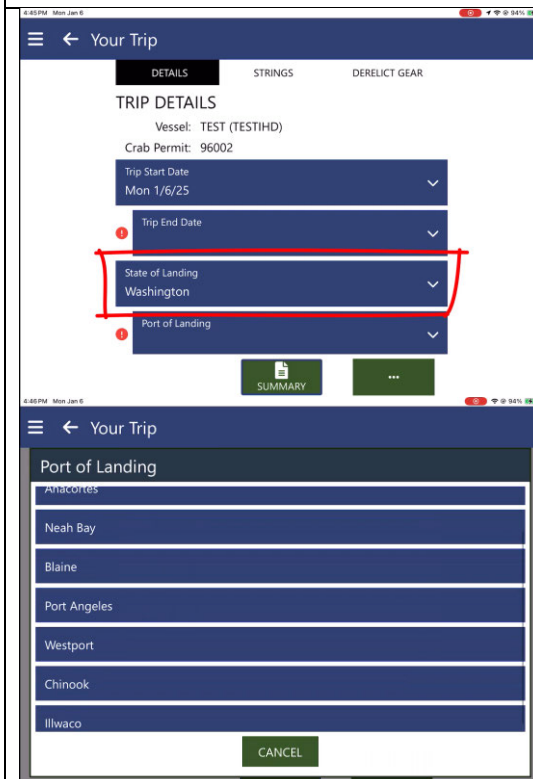 4:45 PM Mon Jan 6
94%
Your Trip
DETAILS STRINGS DERELICT GEAR
TRIP DETAILS
Vessel: TEST (TESTIHD)
Crab Permit: 96002
Trip Start Date
Mon 1/6/25
Trip End Date
State of Landing
Washington
Port of Landing
SUMMARY ...
4:46 PM Mon Jan 6
94%
Your Trip
Port of Landing
Anacortes
Neah Bay
Blaine
Port Angeles
Westport
Chinook
Illwaco
CANCEL